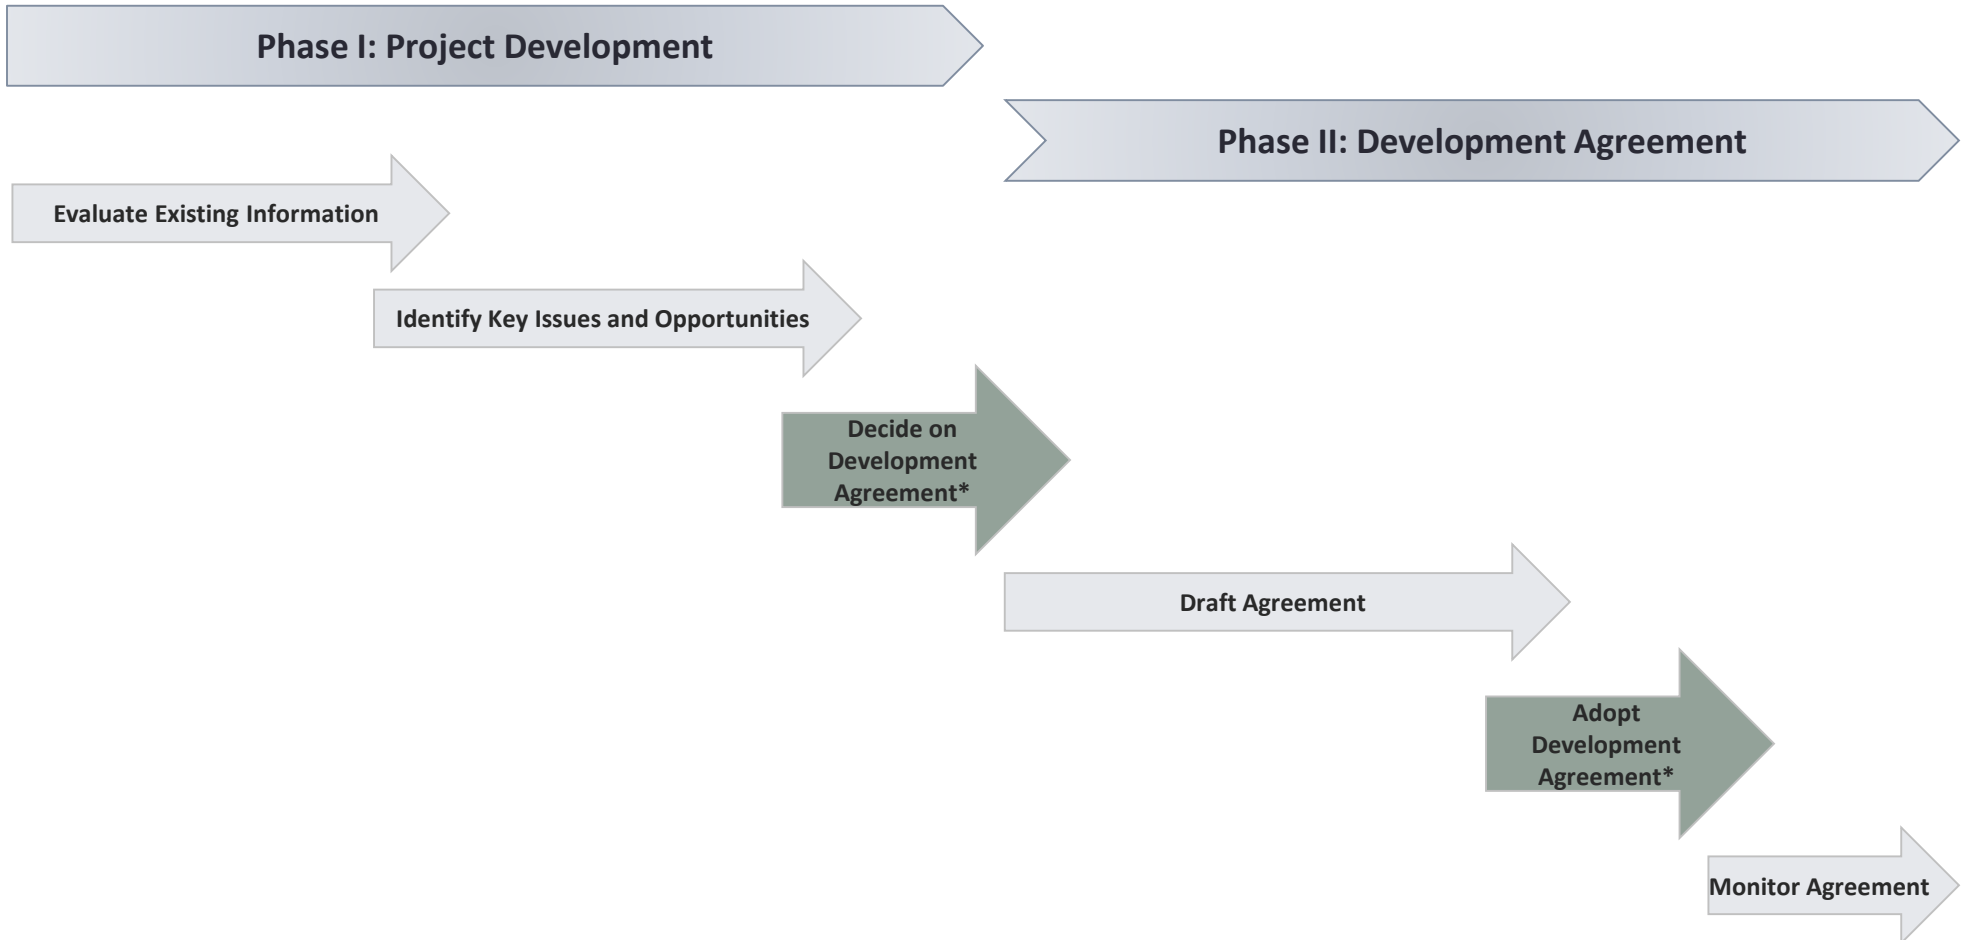 Phase I: Project Development
Phase II: Development Agreement
Evaluate Existing Information
Identify Key Issues and Opportunities
Decide on
Development
Agreement*
Draft Agreement
Adopt
Development
Agreement*
Monitor Agreement